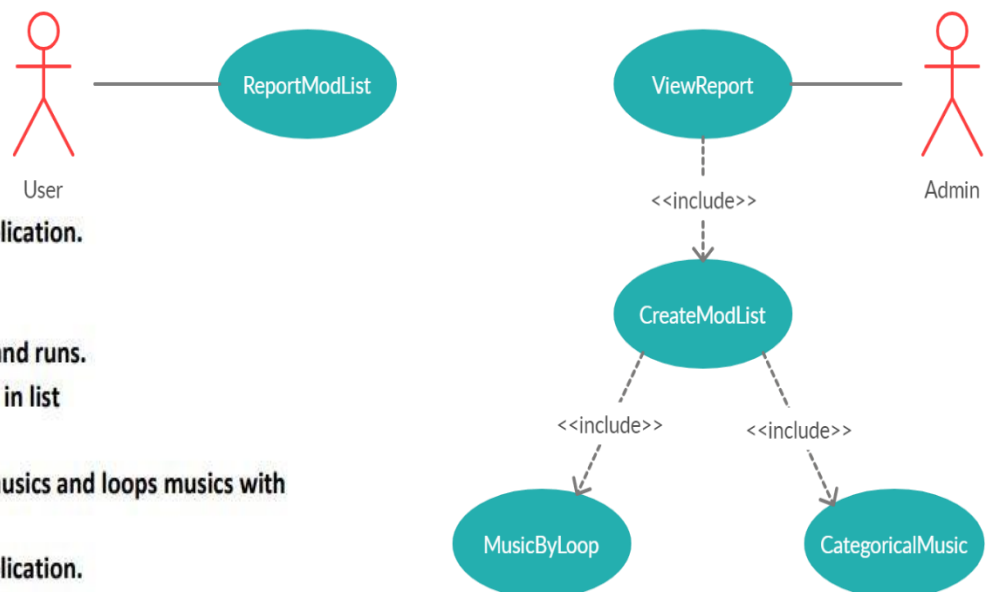 ReportModList
ViewReport
User
Admin
<<include>>
lication.
CreateModList
and runs.
in list
<<include>>
<<include>>
usics and loops musics with
MusicByLoop
CategoricalMusic
lication.